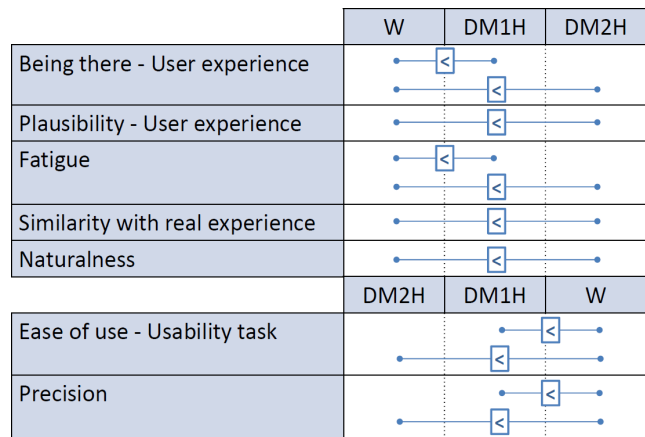 W DM1H DM2H
Being there - User experience <
<
Plausibility - User experience <
Fatigue <
<
Similarity with real experience <
Naturalness <
DM2H DM1H W
Ease of use - Usability task <
<
Precision <
<